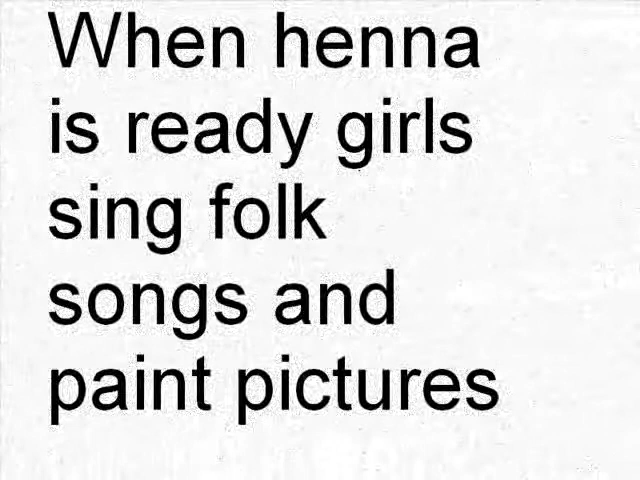 When henna
is ready girls
sing folk
songs and
paint pictures